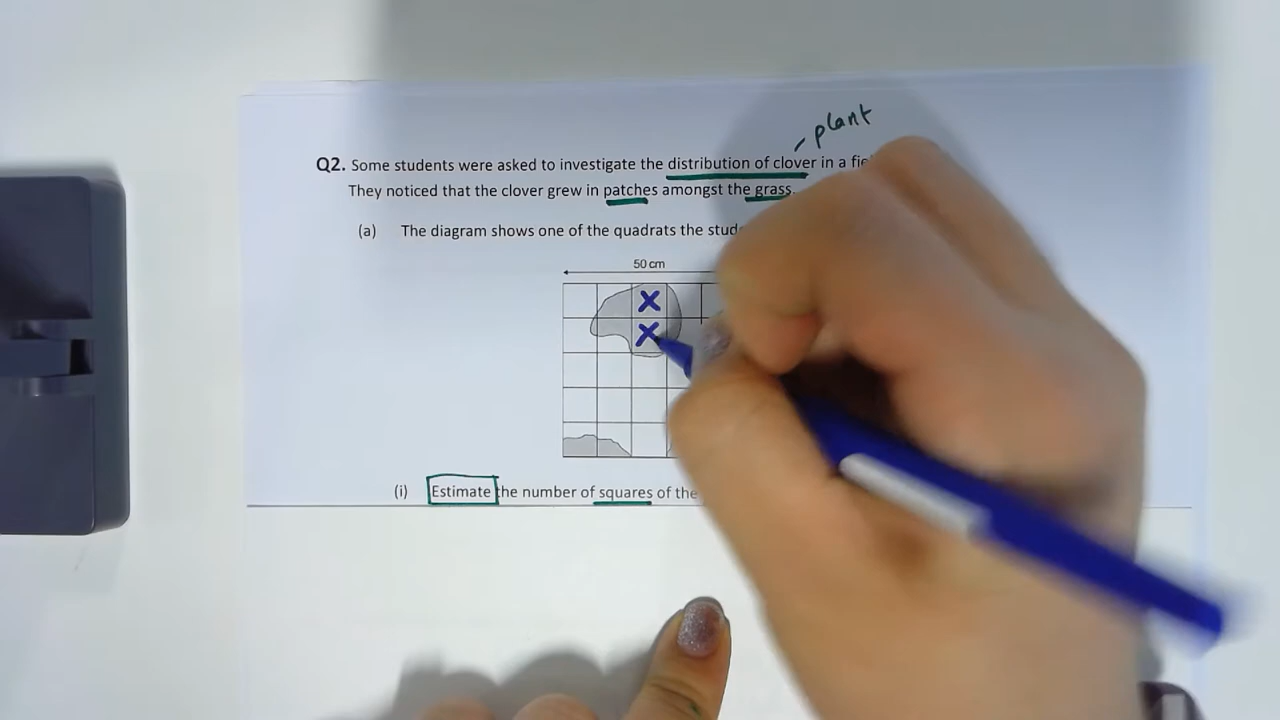 plant
Q2. Some students were asked to investigate the distribution of clover in a
They noticed that the clover grew in patches amongst the grass.
(a) The diagram shows one of the quadrats the
50 cm
X
X
(i) Estimate the number of squares of the